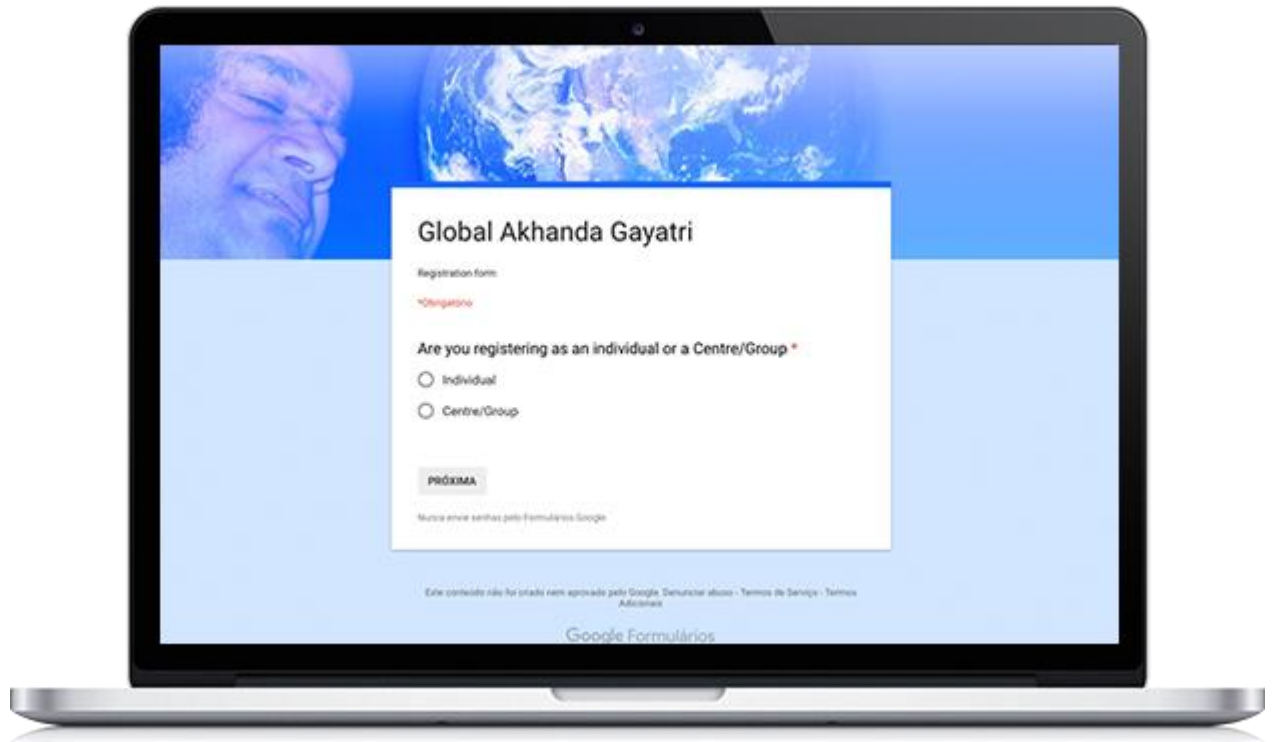 Global Akhanda Gayatri
Registration form
*Obrigatório
Are you registering as an individual or a Centre/Group *
Individual
Centre/Group
PRÓXIMA
Nunca envie senhas pelo Formulários Google
Este conteúdo não foi criado nem aprovado pelo Google. Denunciar abuso - Termos de Serviço - Termos
Adicionais
Google Formulários